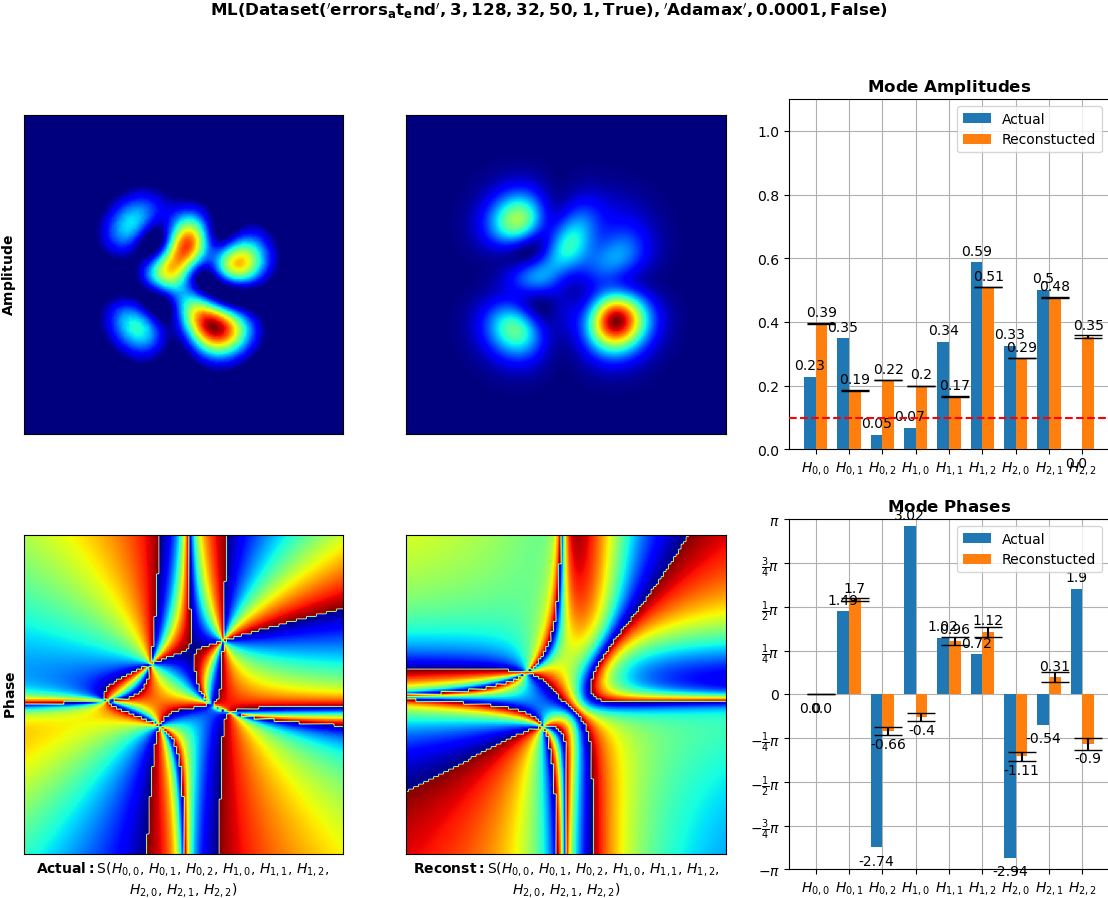 ML(Dataset('errors_at_end', 3, 128, 32, 50, 1, True), 'Adamax', 0.0001, False)
Amplitude
Mode Amplitudes
Actual
Reconstucted
1.0
0.8
0.6
0.4
0.2
0.0
0.23 0.39 0.35 0.19 0.05 0.22 0.07 0.2 0.34 0.17 0.59 0.51 0.33 0.29 0.5 0.48 0.0 0.35
H0,0 H0,1 H0,2 H1,0 H1,1 H1,2 H2,0 H2,1 H2,2
Phase
Actual: S(H0,0, H0,1, H0,2, H1,0, H1,1, H1,2,
H2,0, H2,1, H2,2)
Reconst: S(H0,0, H0,1, H0,2, H1,0, H1,1, H1,2,
H2,0, H2,1, H2,2)
Mode Phases
Actual
Reconstucted
π
3/4π
1/2π
1/4π
0
−1/4π
−1/2π
−3/4π
−π
0.0 0.0 1.49 1.7 -2.74 -0.66 3.02 -0.4 1.02 0.96 0.72 1.12 -2.94 -1.11 -0.54 0.31 1.9 -0.9
H0,0 H0,1 H0,2 H1,0 H1,1 H1,2 H2,0 H2,1 H2,2